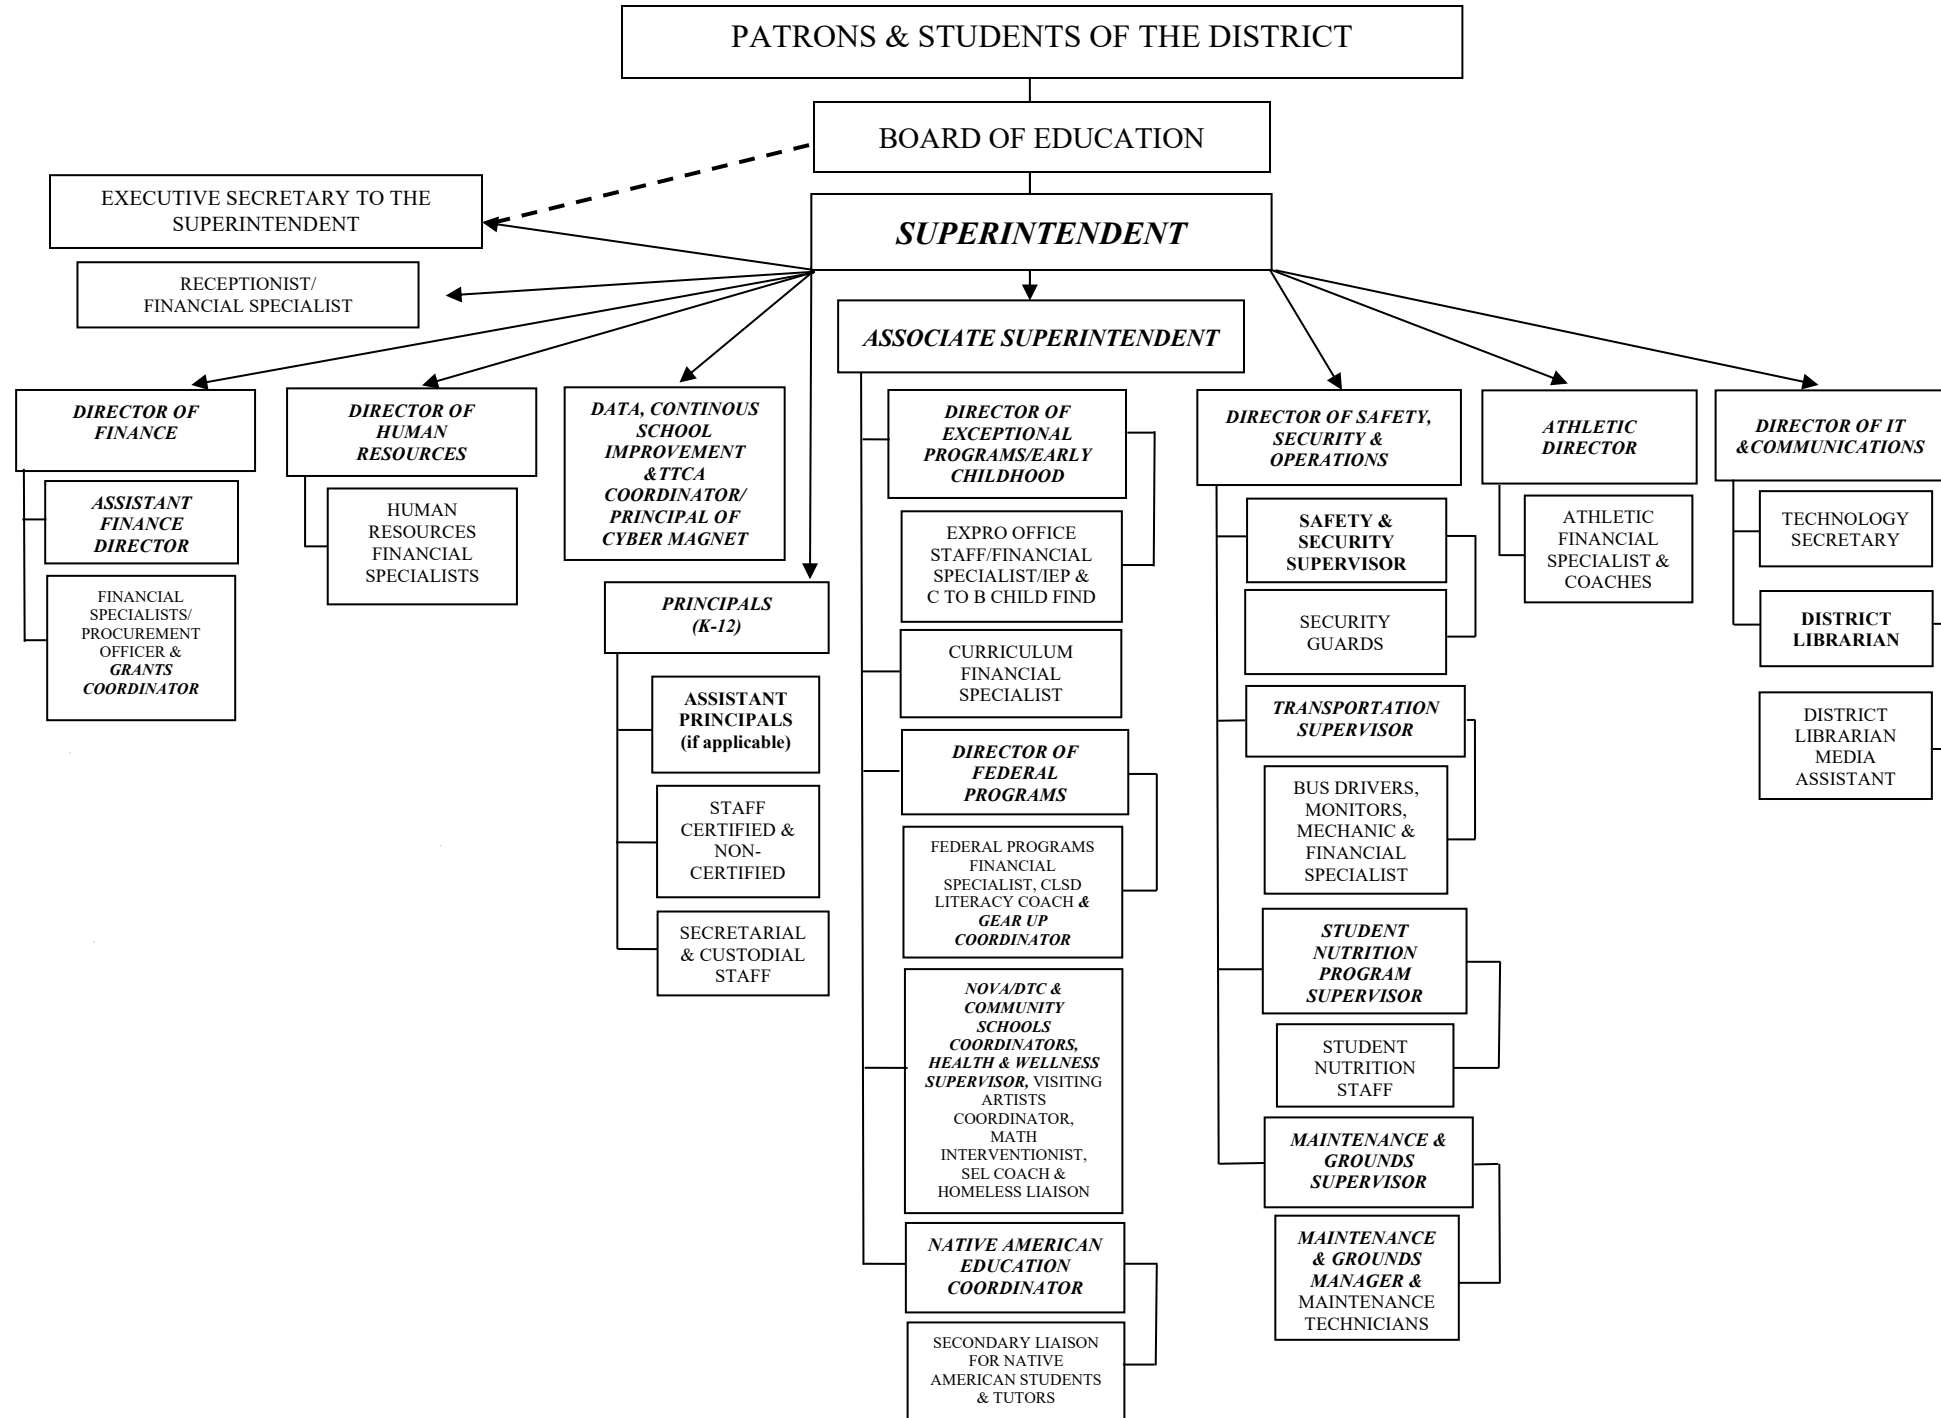 PATRONS & STUDENTS OF THE DISTRICT
BOARD OF EDUCATION
EXECUTIVE SECRETARY TO THE
SUPERINTENDENT
SUPERINTENDENT
RECEPTIONIST/
FINANCIAL SPECIALIST
ASSOCIATE SUPERINTENDENT
DIRECTOR OF
FINANCE
ASSISTANT
FINANCE
DIRECTOR
FINANCIAL
SPECIALISTS/
PROCUREMENT
OFFICER &
GRANTS
COORDINATOR
DIRECTOR OF
HUMAN
RESOURCES
HUMAN
RESOURCES
FINANCIAL
SPECIALISTS
DATA, CONTINOUS
SCHOOL
IMPROVEMENT
&TTCA
COORDINATOR/
PRINCIPAL OF
CYBER MAGNET
PRINCIPALS
(K-12)
ASSISTANT
PRINCIPALS
(if applicable)
STAFF
CERTIFIED &
NON-
CERTIFIED
SECRETARIAL
& CUSTODIAL
STAFF
DIRECTOR OF
EXCEPTIONAL
PROGRAMS/EARLY
CHILDHOOD
EXPRO OFFICE
STAFF/FINANCIAL
SPECIALIST/IEP &
C TO B CHILD FIND
CURRICULUM
FINANCIAL
SPECIALIST
DIRECTOR OF
FEDERAL
PROGRAMS
FEDERAL PROGRAMS
FINANCIAL
SPECIALIST, CLSD
LITERACY COACH &
GEAR UP
COORDINATOR
NOVA/DTC &
COMMUNITY
SCHOOLS
COORDINATORS,
HEALTH & WELLNESS
SUPERVISOR, VISITING
ARTISTS
COORDINATOR,
MATH
INTERVENTIONIST,
SEL COACH &
HOMELESS LIAISON
NATIVE AMERICAN
EDUCATION
COORDINATOR
SECONDARY LIAISON
FOR NATIVE
AMERICAN STUDENTS
& TUTORS
DIRECTOR OF SAFETY,
SECURITY &
OPERATIONS
SAFETY &
SECURITY
SUPERVISOR
SECURITY
GUARDS
TRANSPORTATION
SUPERVISOR
BUS DRIVERS,
MONITORS,
MECHANIC &
FINANCIAL
SPECIALIST
STUDENT
NUTRITION
PROGRAM
SUPERVISOR
STUDENT
NUTRITION
STAFF
MAINTENANCE &
GROUNDS
SUPERVISOR
MAINTENANCE
& GROUNDS
MANAGER &
MAINTENANCE
TECHNICIANS
ATHLETIC
DIRECTOR
ATHLETIC
FINANCIAL
SPECIALIST &
COACHES
DIRECTOR OF IT
&COMMUNICATIONS
TECHNOLOGY
SECRETARY
DISTRICT
LIBRARIAN
DISTRICT
LIBRARIAN
MEDIA
ASSISTANT